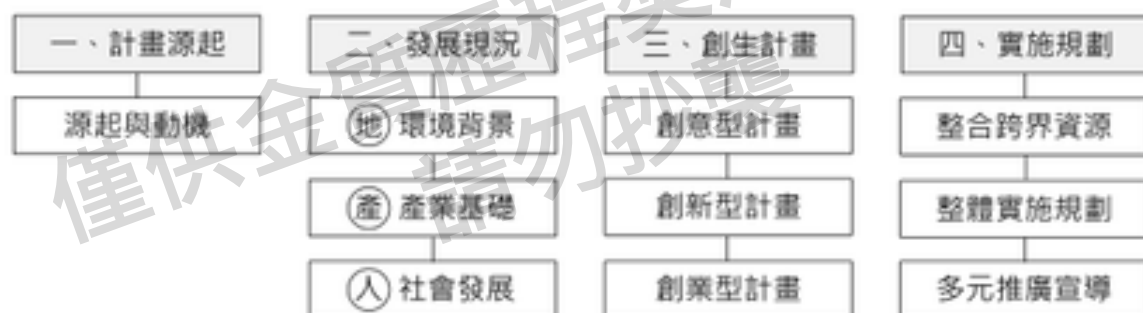 一、計畫源起
源起與動機
二、發展現況
地 環境背景
產 產業基礎
人 社會發展
三、創生計畫
創意型計畫
創新型計畫
創業型計畫
四、實施規劃
整合跨界資源
整體實施規劃
多元推廣宣導
僅供金質歷程奧
請勿抄襲